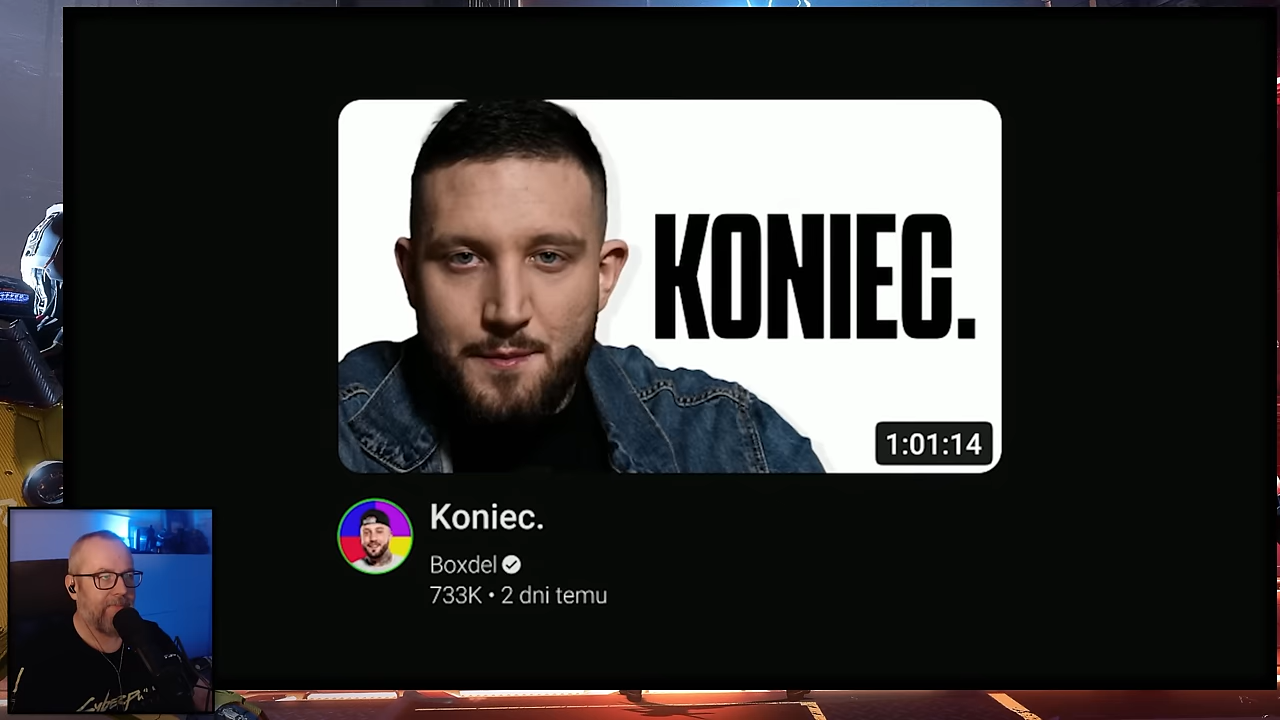 KONIEC.
1:01:14
Koniec.
Boxdel
733K • 2 dni temu